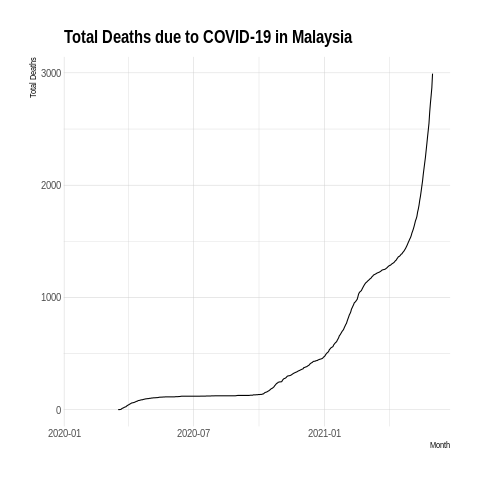 Total Deaths due to COVID-19 in Malaysia
Total Deaths
3000
2000
1000
0
2020-01 2020-07 2021-01
Month